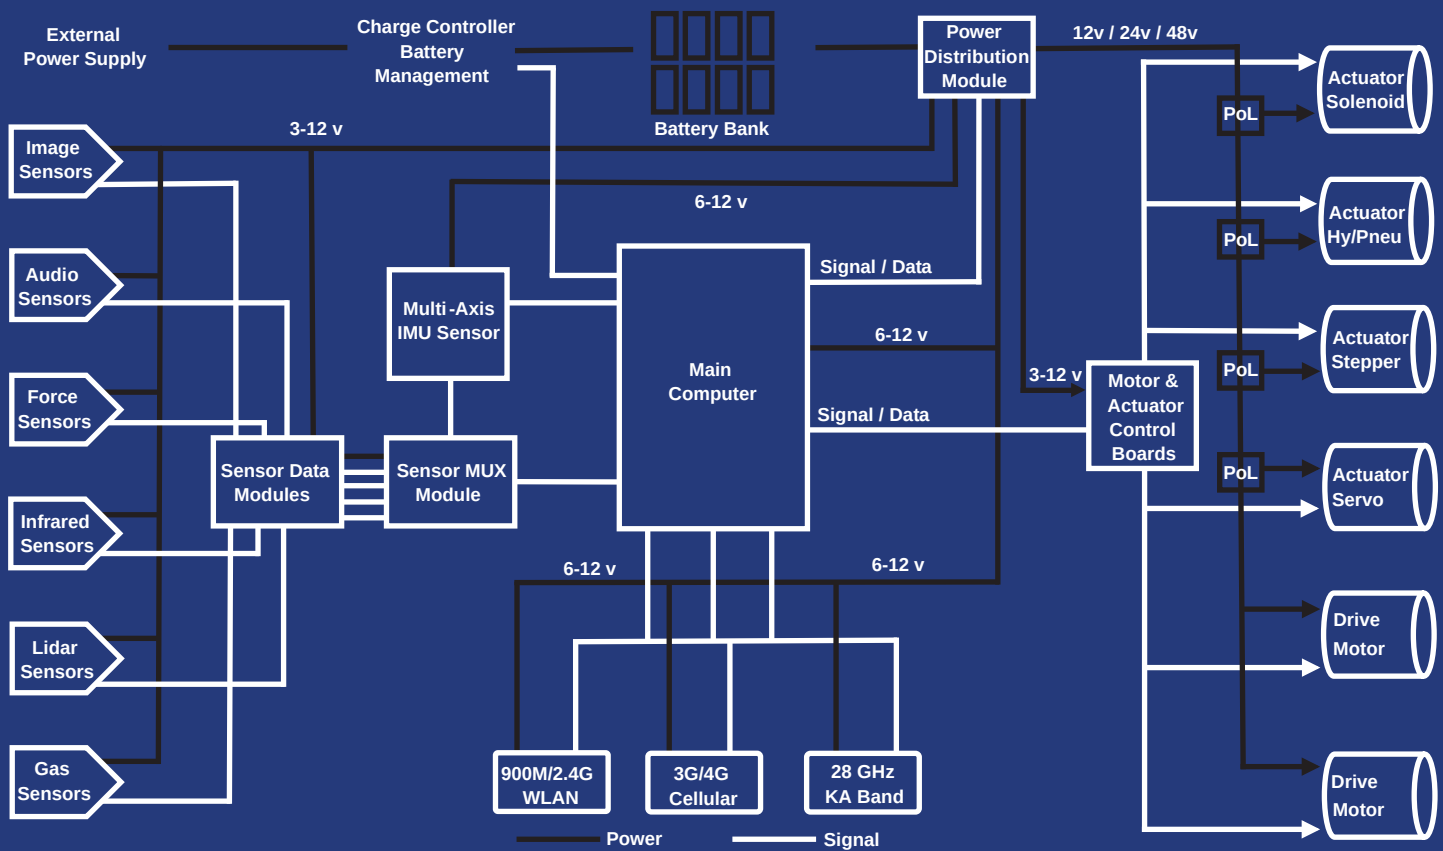 External
Power Supply
Charge Controller
Battery
Management
Battery Bank
Power
Distribution
Module
12v / 24v / 48v
Actuator
Solenoid
PoL
3-12 v
Image
Sensors
6-12 v
Actuator
Hy/Pneu
PoL
Audio
Sensors
Multi-Axis
IMU Sensor
Signal / Data
6-12 v
Main
Computer
Actuator
Stepper
PoL
3-12 v
Motor &
Actuator
Control
Boards
Signal / Data
Force
Sensors
Sensor Data
Modules
Sensor MUX
Module
PoL
Actuator
Servo
Infrared
Sensors
6-12 v
6-12 v
Drive
Motor
Lidar
Sensors
Gas
Sensors
900M/2.4G
WLAN
3G/4G
Cellular
28 GHz
KA Band
Drive
Motor
Power
Signal